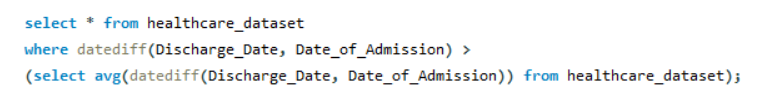 select * from healthcare_dataset
where datediff(Discharge_Date, Date_of_Admission) >
(select avg(datediff(Discharge_Date, Date_of_Admission)) from healthcare_dataset);